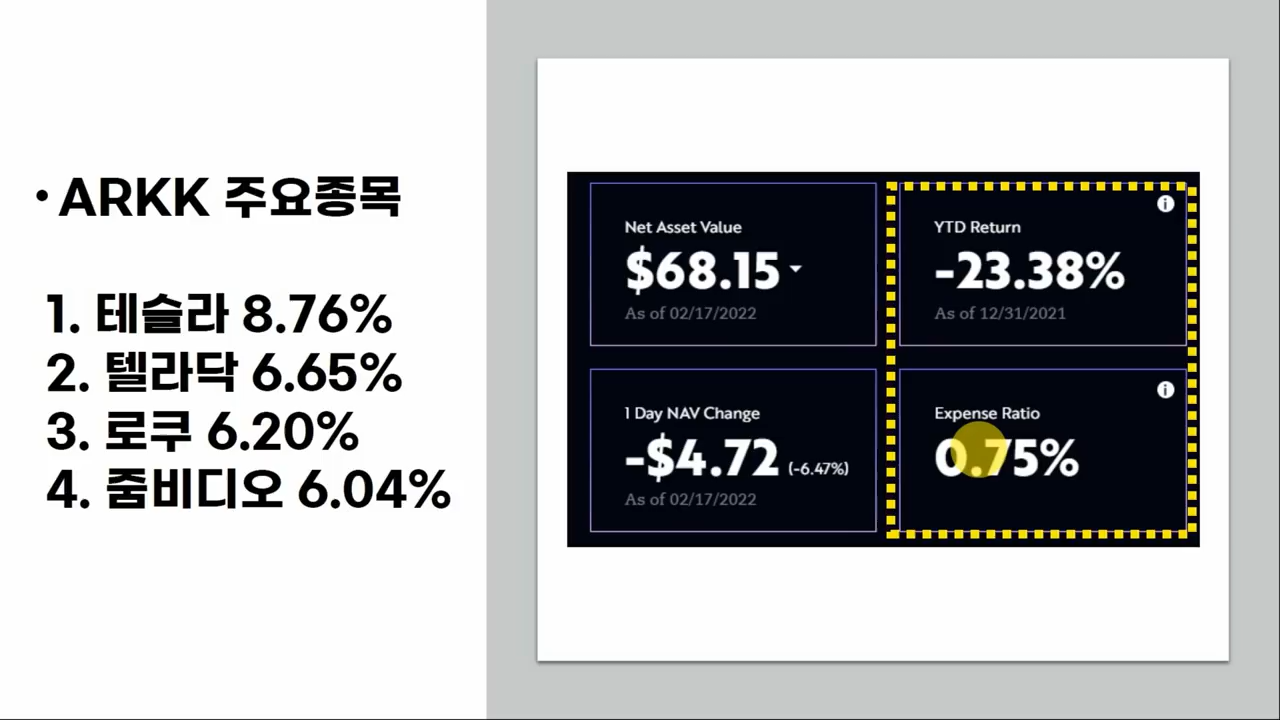 • ARKK 주요종목
1. 테슬라 8.76%
2. 텔라닥 6.65%
3. 로쿠 6.20%
4. 줌비디오 6.04%
Net Asset Value
$68.15
As of 02/17/2022
YTD Return
-23.38%
As of 12/31/2021
1 Day NAV Change
-$4.72 (-6.47%)
As of 02/17/2022
Expense Ratio
0.75%